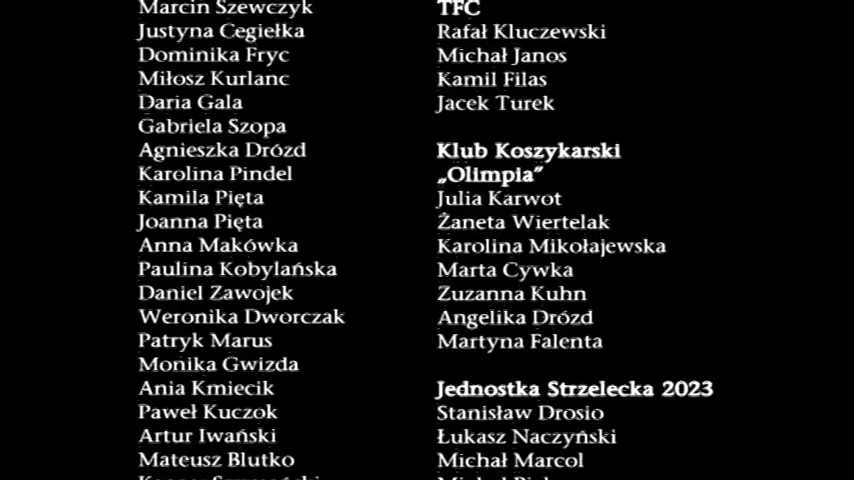 Marcin Szewczyk
Justyna Cegiełka
Dominika Fryc
Miłosz Kurlanc
Daria Gala
Gabriela Szopa
Agnieszka Drózd
Karolina Pindel
Kamila Pięta
Joanna Pięta
Anna Makówka
Paulina Kobylańska
Daniel Zawojek
Weronika Dworczak
Patryk Marus
Monika Gwizda
Ania Kmiecik
Paweł Kuczok
Artur Iwański
Mateusz Blutko
TFC
Rafał Kluczewski
Michał Janos
Kamil Filas
Jacek Turek
Klub Koszykarski
„Olimpia”
Julia Karwot
Żaneta Wiertelak
Karolina Mikołajewska
Marta Cywka
Zuzanna Kuhn
Angelika Drózd
Martyna Falenta
Jednostka Strzelecka 2023
Stanisław Drosio
Łukasz Naczyński
Michał Marcol